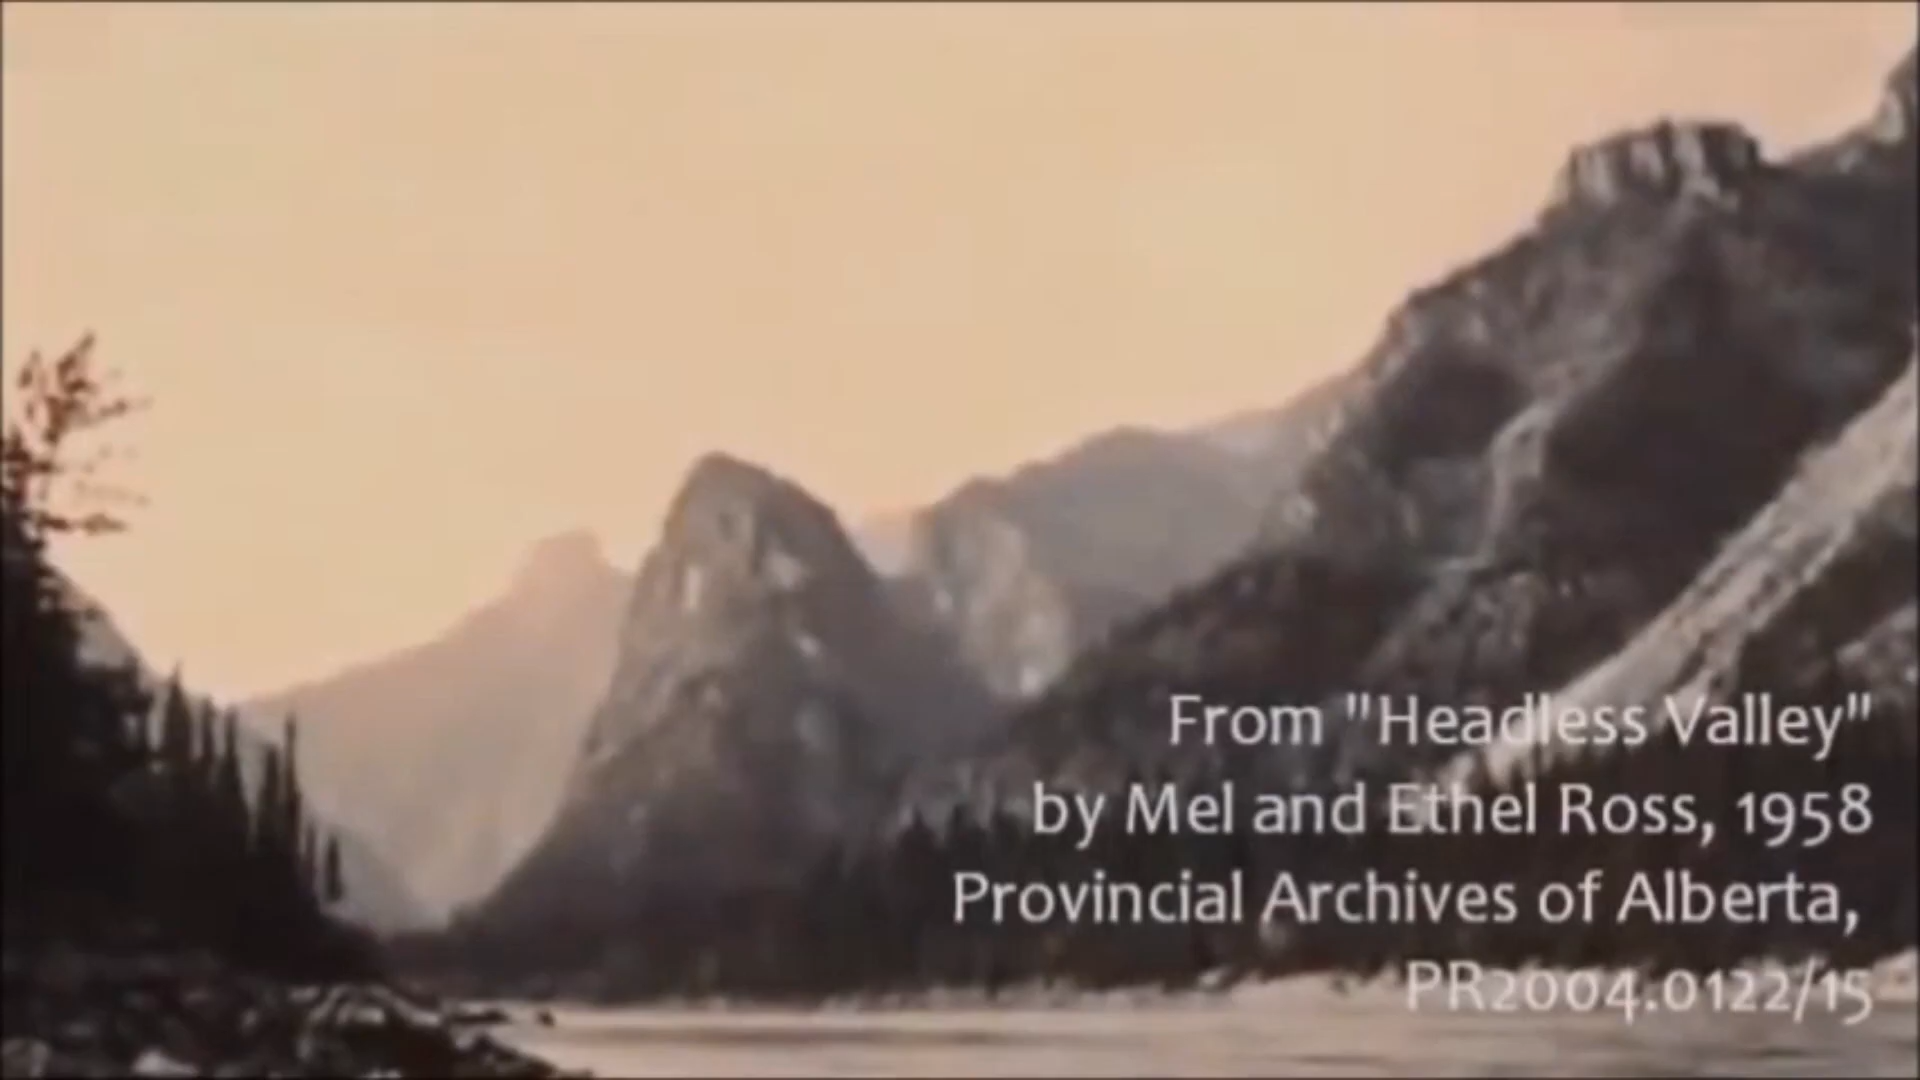 From "Headless Valley"
by Mel and Ethel Ross, 1958
Provincial Archives of Alberta,
PR2004.0122/15